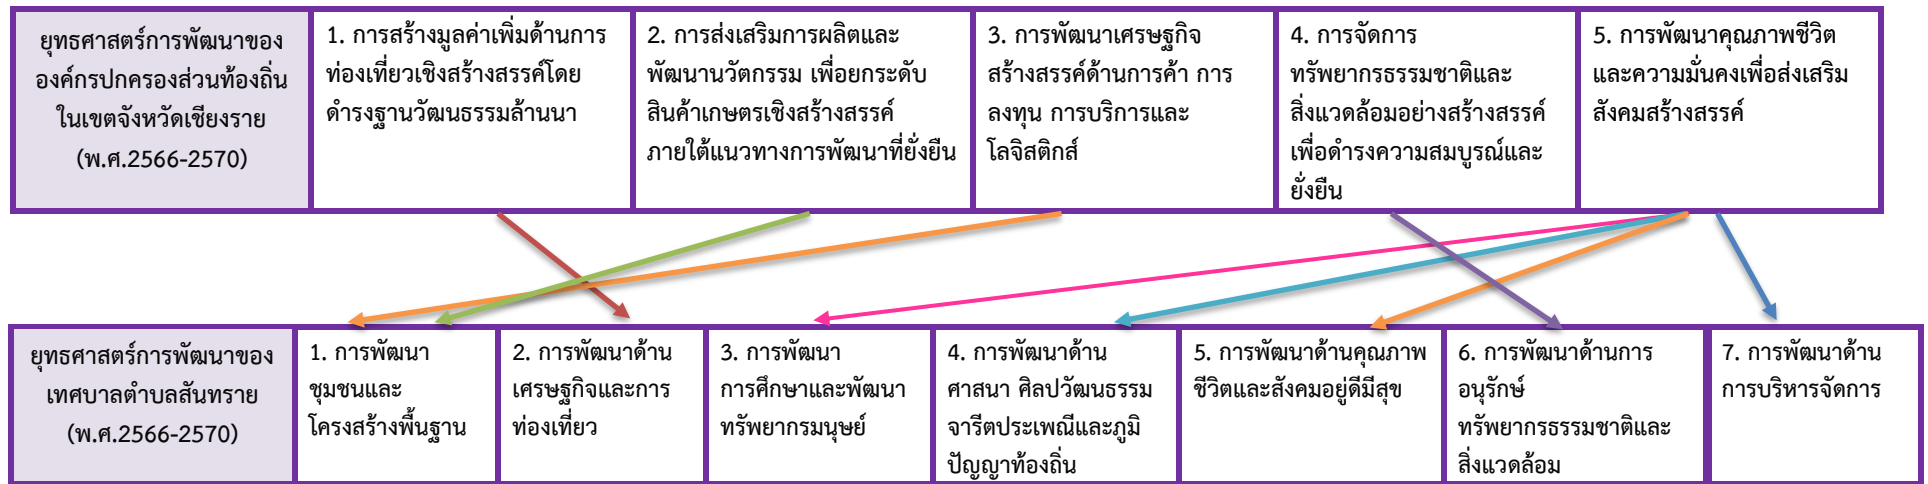 ยุทธศาสตร์การพัฒนาของ
องค์กรปกครองส่วนท้องถิ่น
ในเขตจังหวัดเชียงราย
(พ.ศ.2566-2570)
1. การสร้างมูลค่าเพิ่มด้านการ
ท่องเที่ยวเชิงสร้างสรรค์โดย
ดำรงฐานวัฒนธรรมล้านนา
2. การส่งเสริมการผลิตและ
พัฒนานวัตกรรม เพื่อยกระดับ
สินค้าเกษตรเชิงสร้างสรรค์
ภายใต้แนวทางการพัฒนาที่ยั่งยืน
3. การพัฒนาเศรษฐกิจ
สร้างสรรค์ด้านการค้า การ
ลงทุน การบริการและ
โลจิสติกส์
4. การจัดการ
ทรัพยากรธรรมชาติและ
สิ่งแวดล้อมอย่างสร้างสรรค์
เพื่อดำรงความสมบูรณ์และ
ยั่งยืน
5. การพัฒนาคุณภาพชีวิต
และความมั่นคงเพื่อส่งเสริม
สังคมสร้างสรรค์
ยุทธศาสตร์การพัฒนาของ
เทศบาลตำบลสันทราย
(พ.ศ.2566-2570)
1. การพัฒนา
ชุมชนและ
โครงสร้างพื้นฐาน
2. การพัฒนาด้าน
เศรษฐกิจและการ
ท่องเที่ยว
3. การพัฒนา
การศึกษาและพัฒนา
ทรัพยากรมนุษย์
4. การพัฒนาด้าน
ศาสนา ศิลปวัฒนธรรม
จารีตประเพณีและภูมิ
ปัญญาท้องถิ่น
5. การพัฒนาด้านคุณภาพ
ชีวิตและสังคมอยู่ดีมีสุข
6. การพัฒนาด้านการ
อนุรักษ์
ทรัพยากรธรรมชาติและ
สิ่งแวดล้อม
7. การพัฒนาด้าน
การบริหารจัดการ